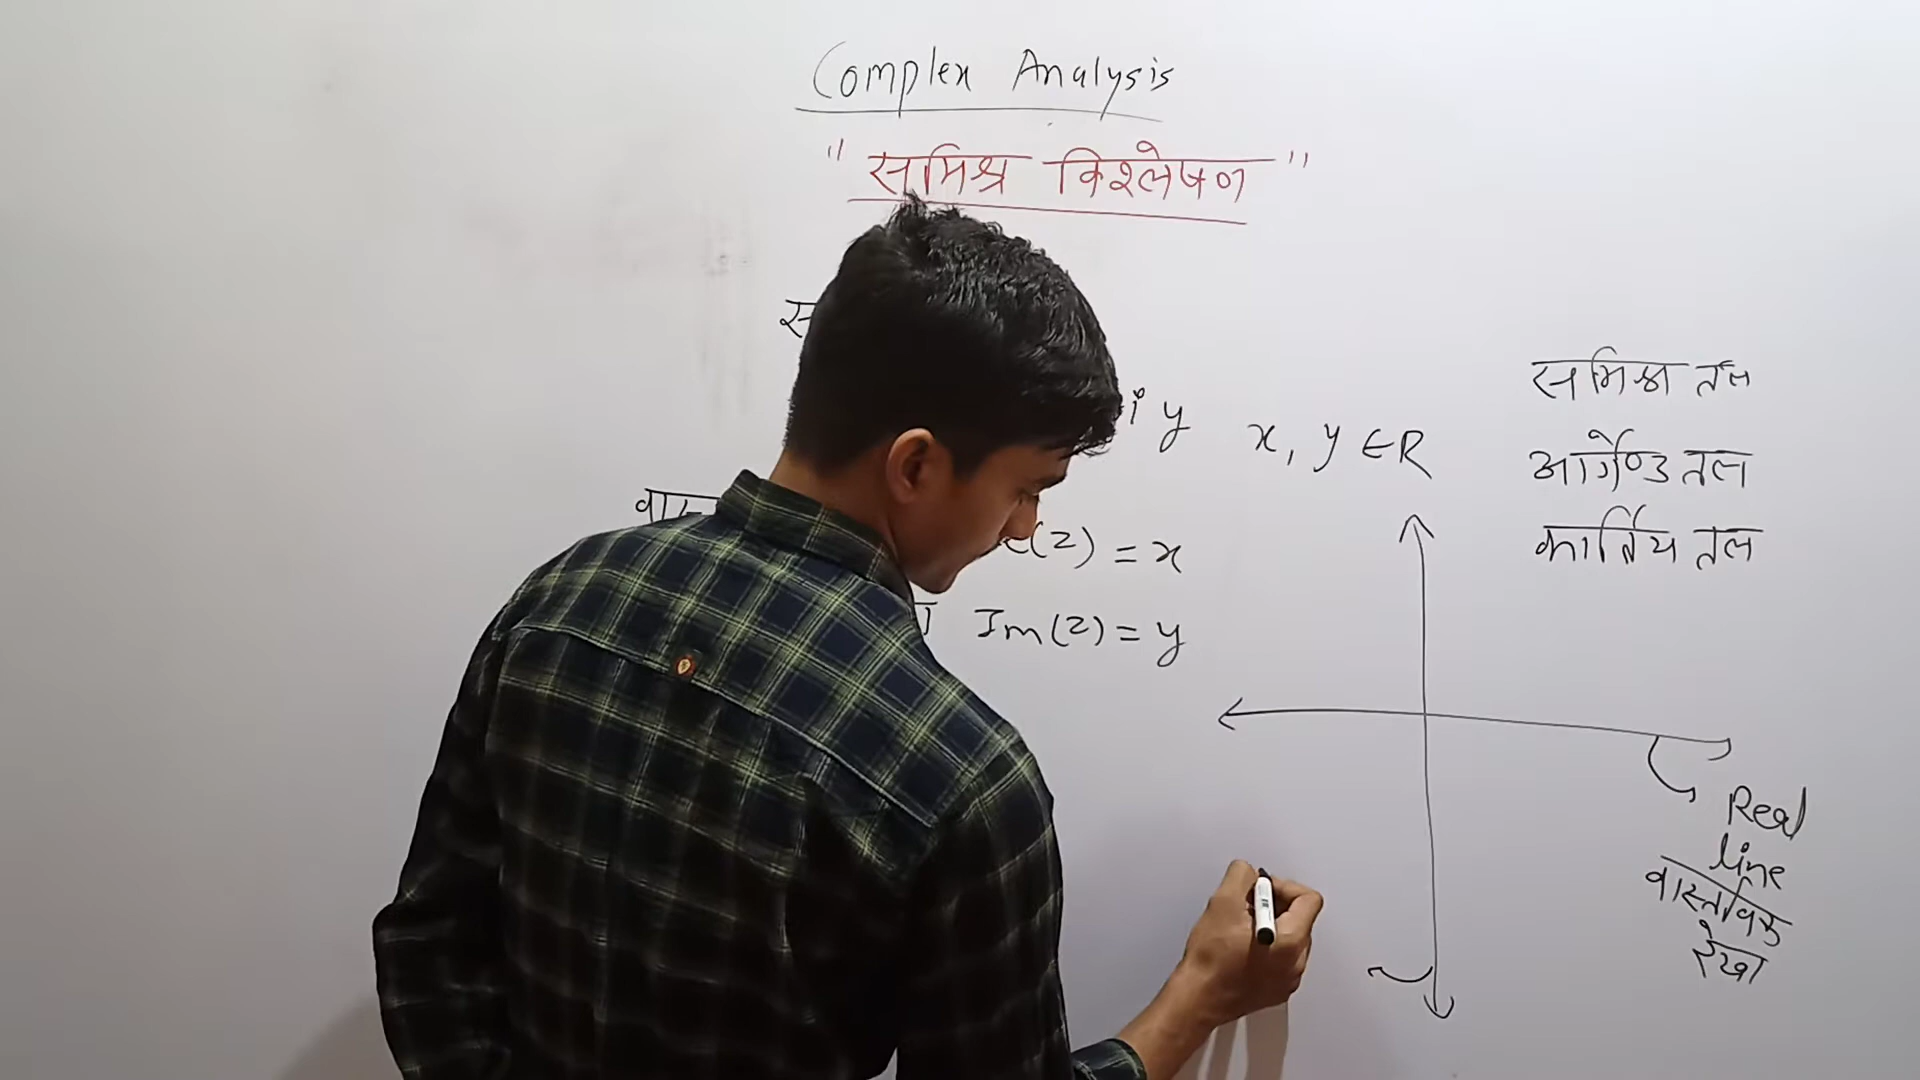 Complex Analysis
"समिश्र विश्लेषण"
स
i y x, y ∈ R
वास्
(z) = x
Im(z) = y
समिश्र तल
आर्गेण्ड तल
कार्तिय तल
Real
line
वास्तविक
रेखा